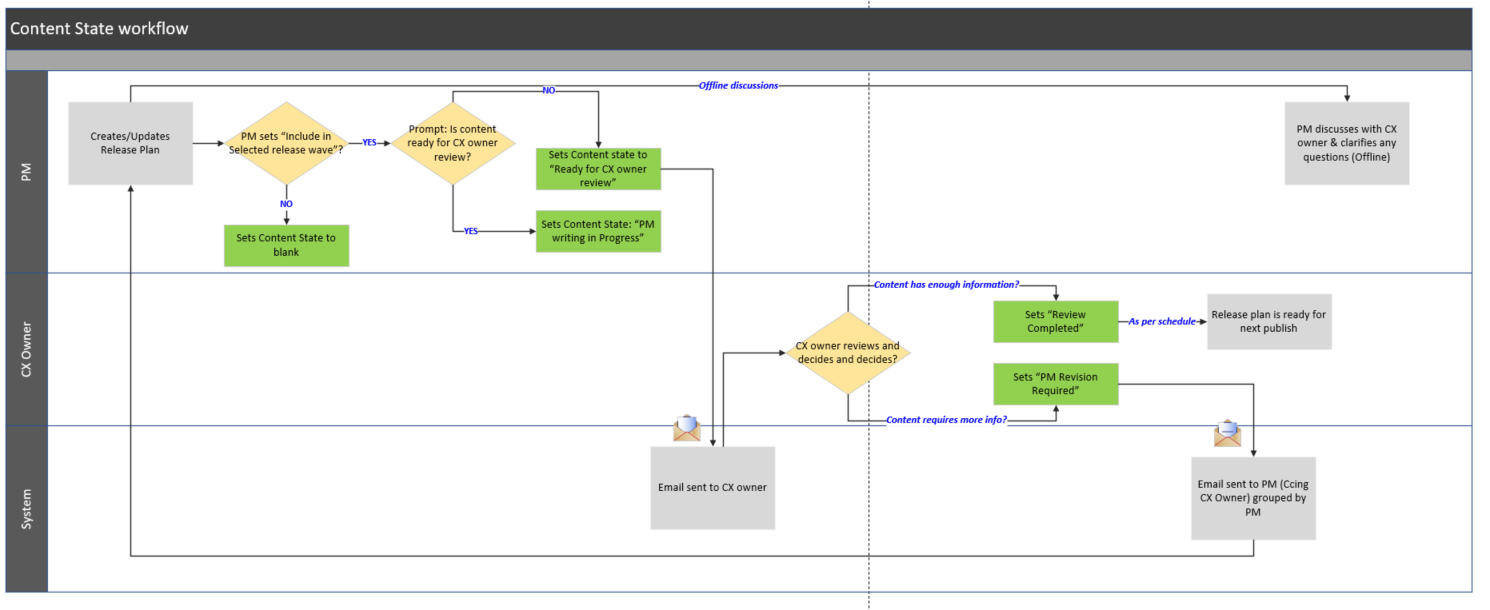 Content State workflow
PM
Offline discussions
Creates/Updates
Release Plan
PM sets “Include in
Selected release wave”?
YES
NO
Sets Content State to
blank
Prompt: Is content
ready for CX owner
review?
NO
Sets Content state to
“Ready for CX owner
review”
YES
Sets Content State: “PM
writing in Progress”
PM discusses with CX
owner & clarifies any
questions (Offline)
CX Owner
Content has enough information?
CX owner reviews and
decides and decides?
Sets “Review
Completed”
As per schedule
Release plan is ready for
next publish
Sets “PM Revision
Required”
Content requires more info?
System
Email sent to CX owner
Email sent to PM (Ccing
CX Owner) grouped by
PM